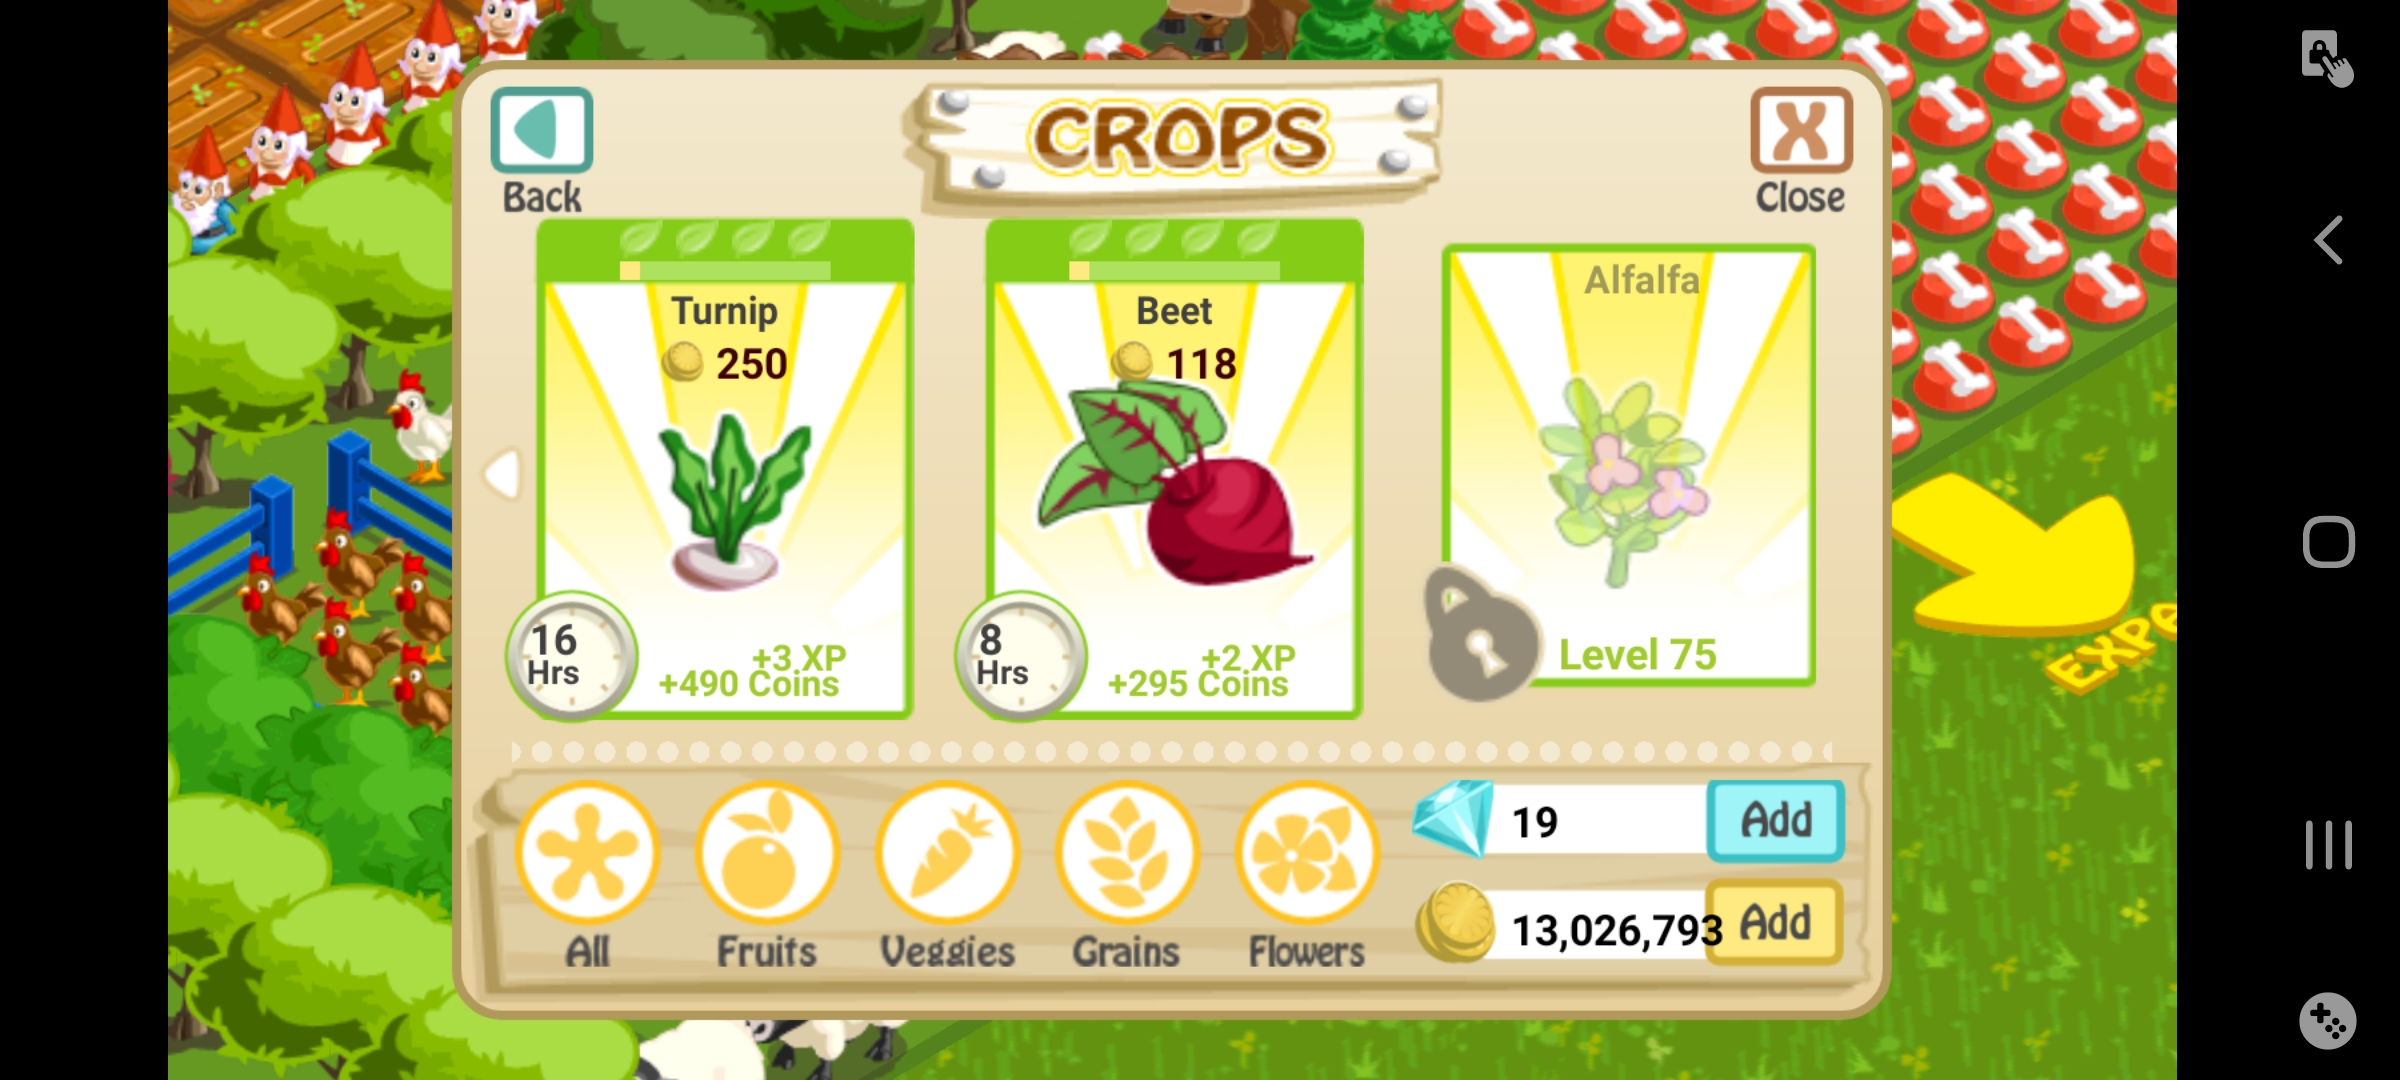 CROPS
Back
Close
Turnip
250
16
Hrs
+3 XP
+490 Coins
Beet
118
8
Hrs
+2 XP
+295 Coins
Alfalfa
Level 75
All
Fruits
Veggies
Grains
Flowers
19
Add
13,026,793
Add